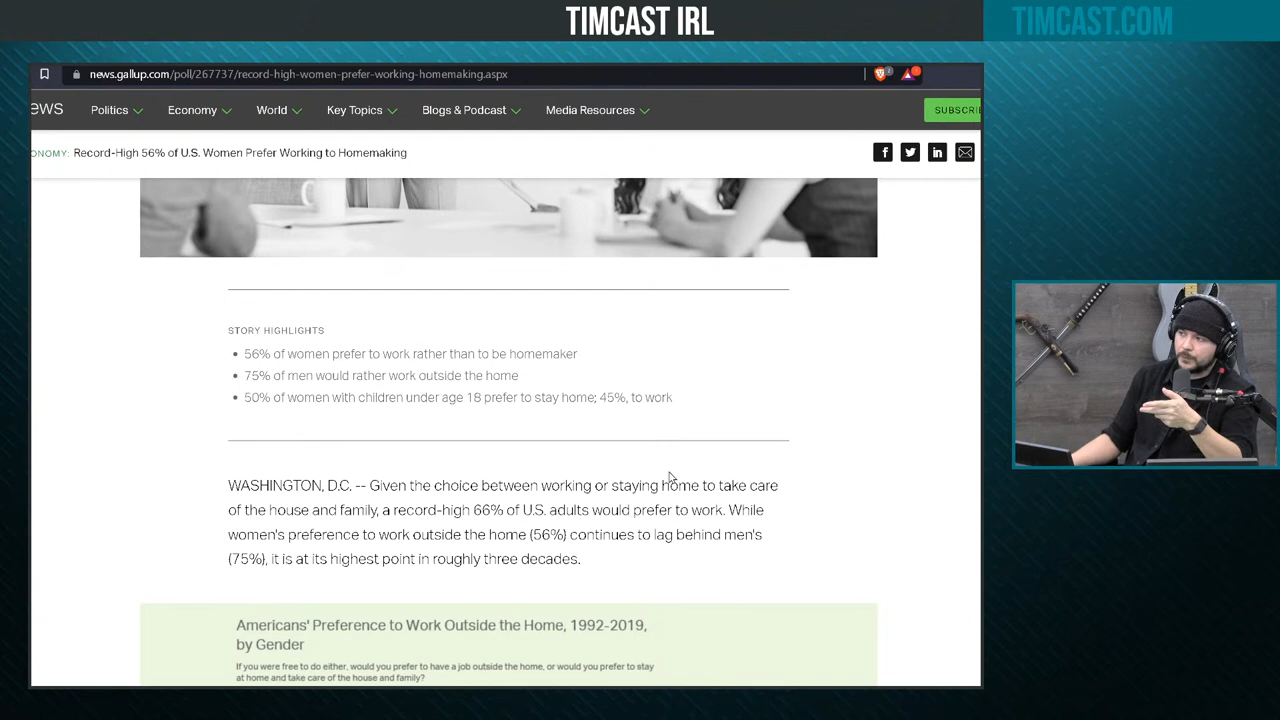 TIMCAST IRL
TIMCAST.COM
news.gallup.com/poll/267737/record-high-women-prefer-working-homemaking.aspx
ews Politics Economy World Key Topics Blogs & Podcast Media Resources SUBSCRI
ONOMY: Record-High 56% of U.S. Women Prefer Working to Homemaking
STORY HIGHLIGHTS
• 56% of women prefer to work rather than to be homemaker
• 75% of men would rather work outside the home
• 50% of women with children under age 18 prefer to stay home; 45%, to work
WASHINGTON, D.C. -- Given the choice between working or staying home to take care
of the house and family, a record-high 66% of U.S. adults would prefer to work. While
women's preference to work outside the home (56%) continues to lag behind men's
(75%), it is at its highest point in roughly three decades.
Americans' Preference to Work Outside the Home, 1992-2019,
by Gender
If you were free to do either, would you prefer to have a job outside the home, or would you prefer to stay
at home and take care of the house and family?